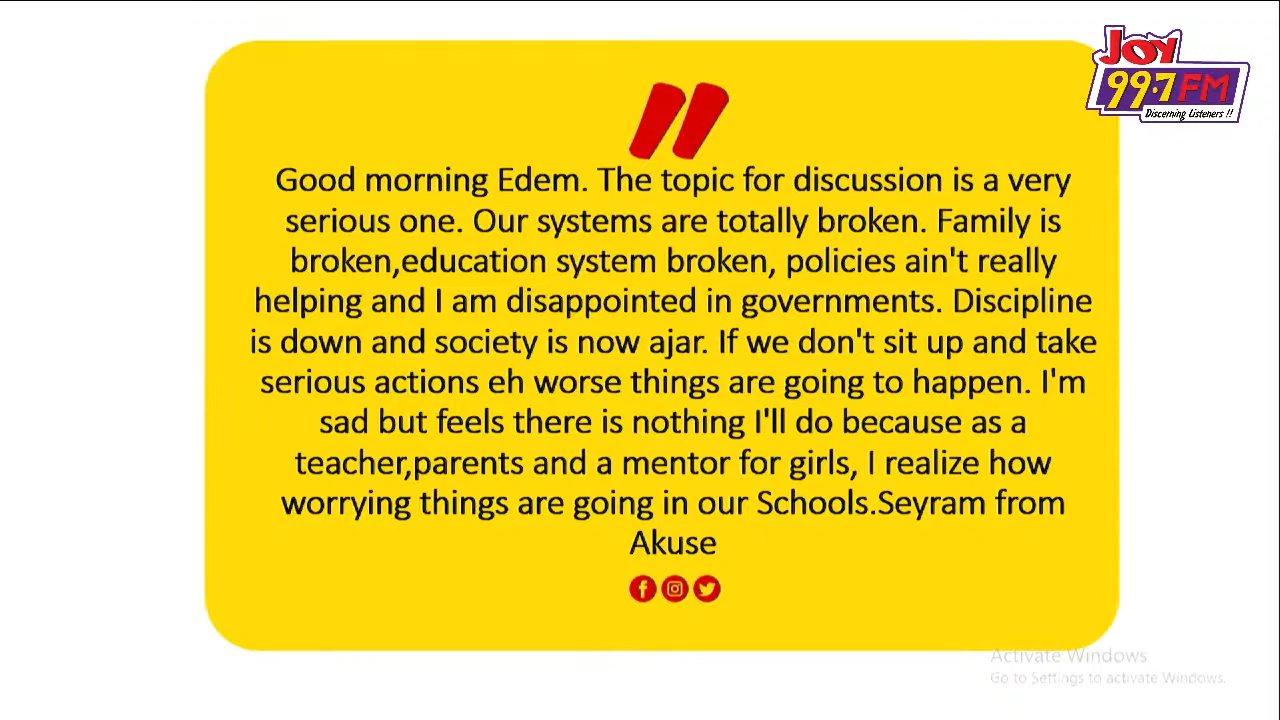 JOY
99.7 FM
Discerning Listeners !!
Good morning Edem. The topic for discussion is a very
serious one. Our systems are totally broken. Family is
broken,education system broken, policies ain't really
helping and I am disappointed in governments. Discipline
is down and society is now ajar. If we don't sit up and take
serious actions eh worse things are going to happen. I'm
sad but feels there is nothing I'll do because as a
teacher,parents and a mentor for girls, I realize how
worrying things are going in our Schools.Seyram from
Akuse
Activate Windows
Go to Settings to activate Windows.